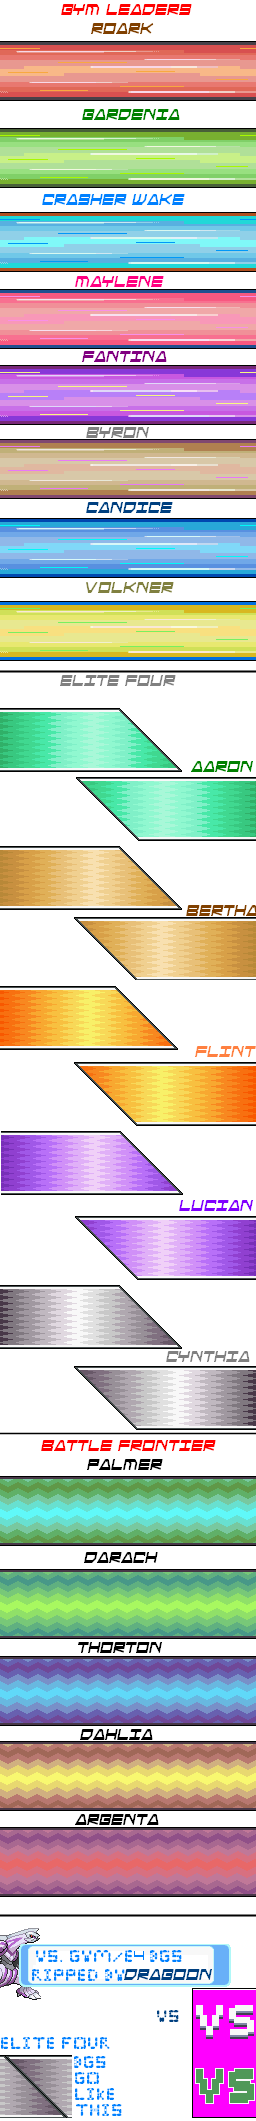 GYM LEADERS
ROARK
GARDENIA
CRASHER WAKE
MAYLENE
FANTINA
BYRON
CANDICE
VOLKNER
ELITE FOUR
AARON
BERTHA
FLINT
LUCIAN
CYNTHIA
BATTLE FRONTIER
PALMER
DARACH
THORTON
DAHLIA
ARGENTA
VS. GYM/E4 BGS
RIPPED BY DRAGOON
VS
VS
ELITE FOUR
BGS
GO
LIKE
THIS
VS